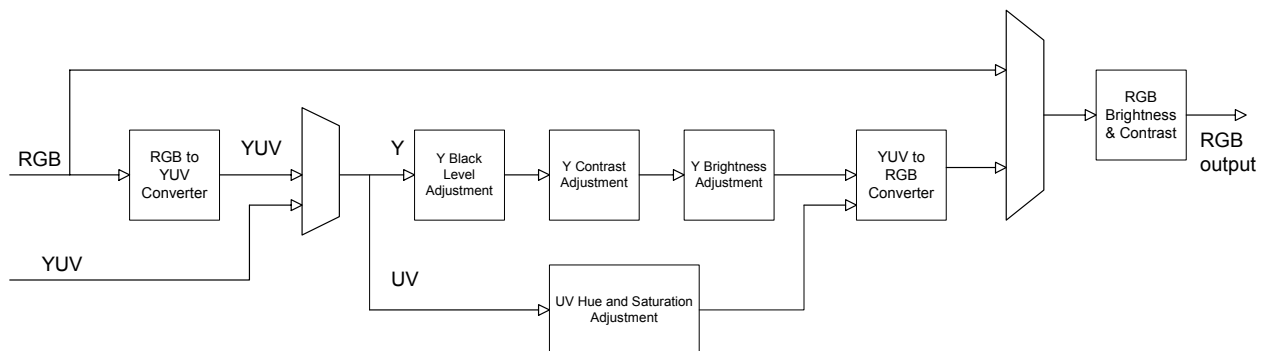 RGB
RGB to
YUV
Converter
YUV
YUV
Y
UV
Y Black
Level
Adjustment
Y Contrast
Adjustment
Y Brightness
Adjustment
UV Hue and Saturation
Adjustment
YUV to
RGB
Converter
RGB
Brightness
& Contrast
RGB
output